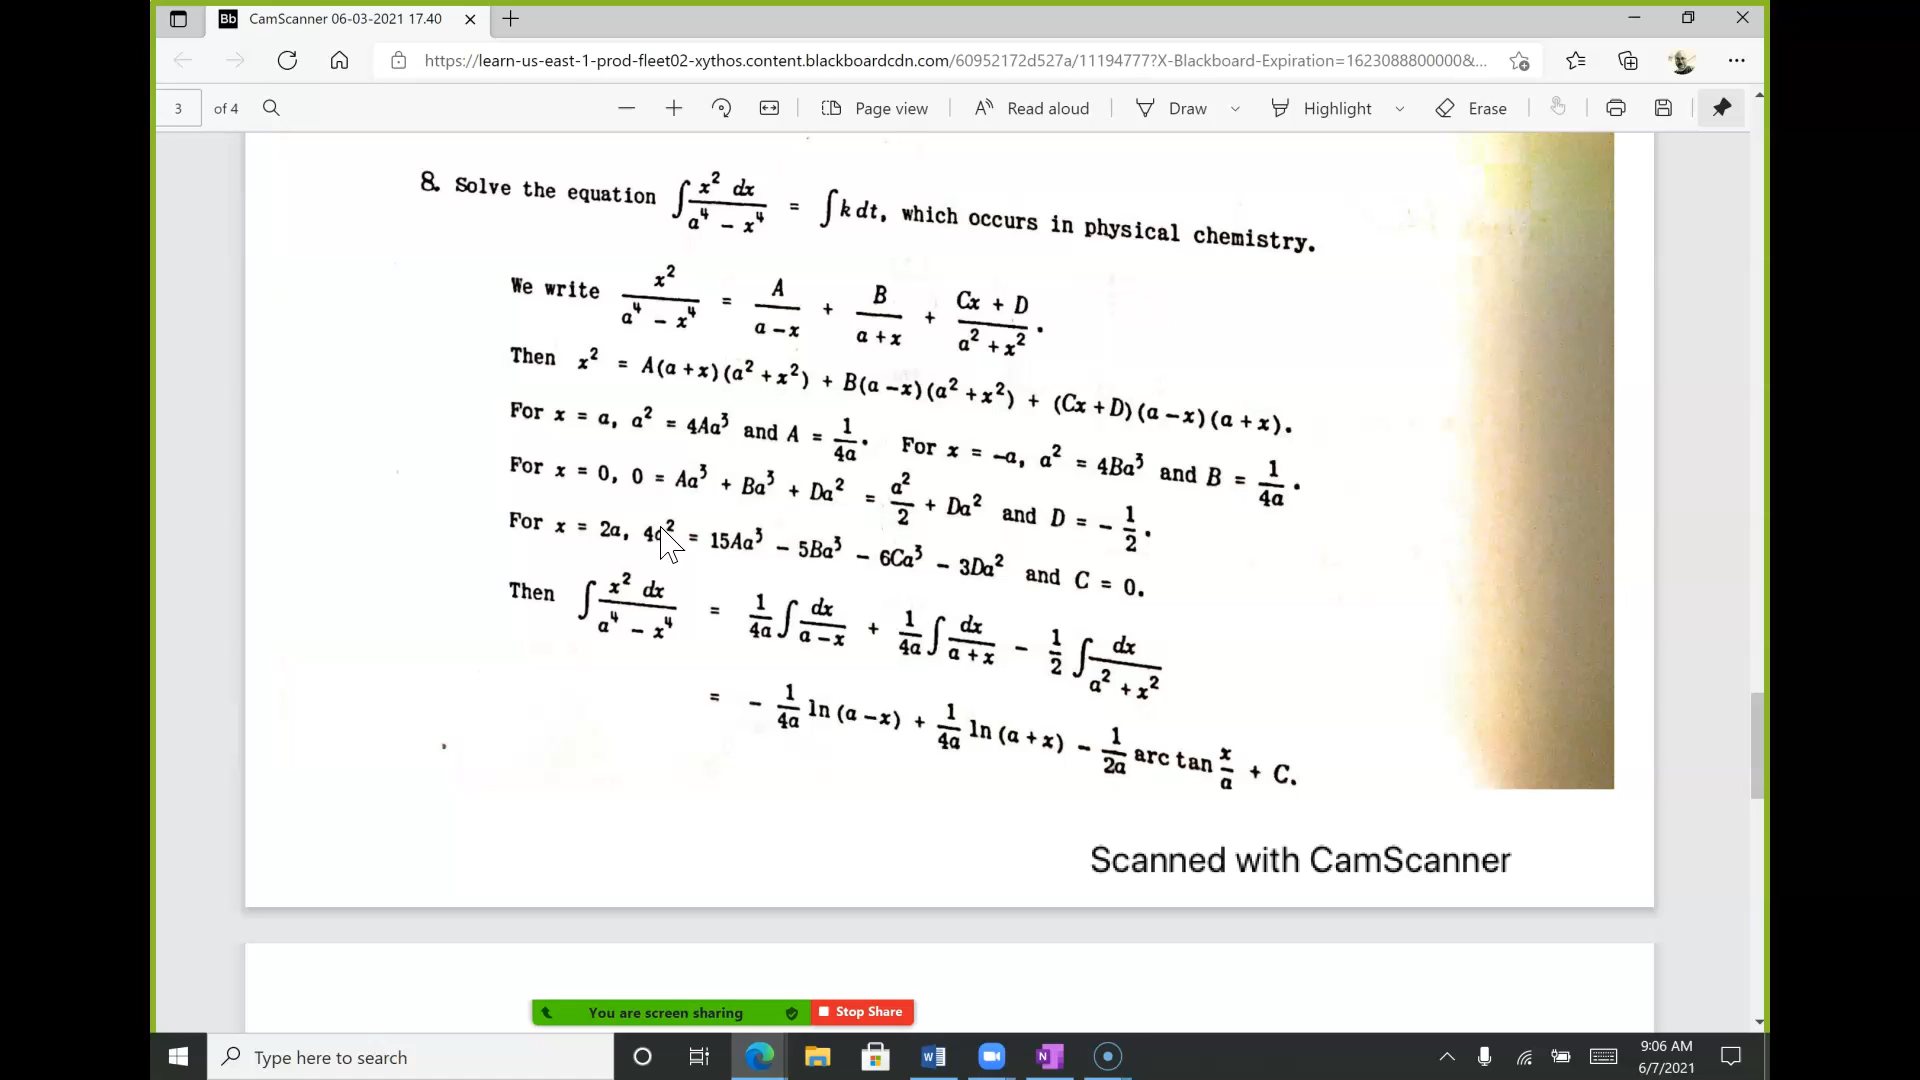 CamScanner 06-03-2021 17.40
https://learn-us-east-1-prod-fleet02-xythos.content.blackboardcdn.com/60952172d527a/11194777?X-Blackboard-Expiration=1623088800000&...
3 of 4 Page view Read aloud Draw Highlight Erase
8. Solve the equation ∫ x² dx / (a⁴ − x⁴) = ∫ k dt, which occurs in physical chemistry.
We write x² / (a⁴ − x⁴) = A / (a − x) + B / (a + x) + (Cx + D) / (a² + x²).
Then x² = A(a + x)(a² + x²) + B(a − x)(a² + x²) + (Cx + D)(a − x)(a + x).
For x = a, a² = 4Aa³ and A = 1/4a. For x = −a, a² = 4Ba³ and B = 1/4a.
For x = 0, 0 = Aa³ + Ba³ + Da² = a²/2 + Da² and D = − 1/2.
For x = 2a, 4a² = 15Aa³ − 5Ba³ − 6Ca³ − 3Da² and C = 0.
Then ∫ x² dx / (a⁴ − x⁴) = 1/4a ∫ dx / (a − x) + 1/4a ∫ dx / (a + x) − 1/2 ∫ dx / (a² + x²)
= − 1/4a ln (a − x) + 1/4a ln (a + x) − 1/2a arc tan x/a + C.
Scanned with CamScanner
You are screen sharing Stop Share
Type here to search
9:06 AM
6/7/2021